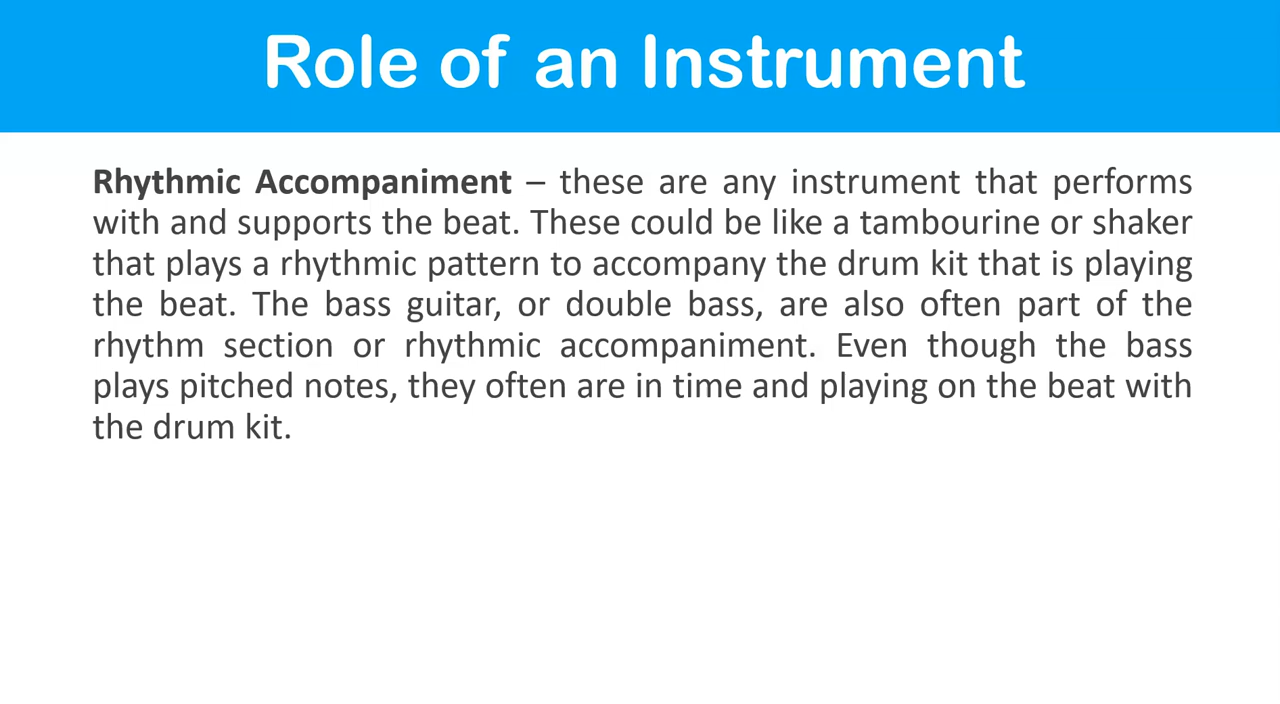 Role of an Instrument
Rhythmic Accompaniment – these are any instrument that performs
with and supports the beat. These could be like a tambourine or shaker
that plays a rhythmic pattern to accompany the drum kit that is playing
the beat. The bass guitar, or double bass, are also often part of the
rhythm section or rhythmic accompaniment. Even though the bass
plays pitched notes, they often are in time and playing on the beat with
the drum kit.